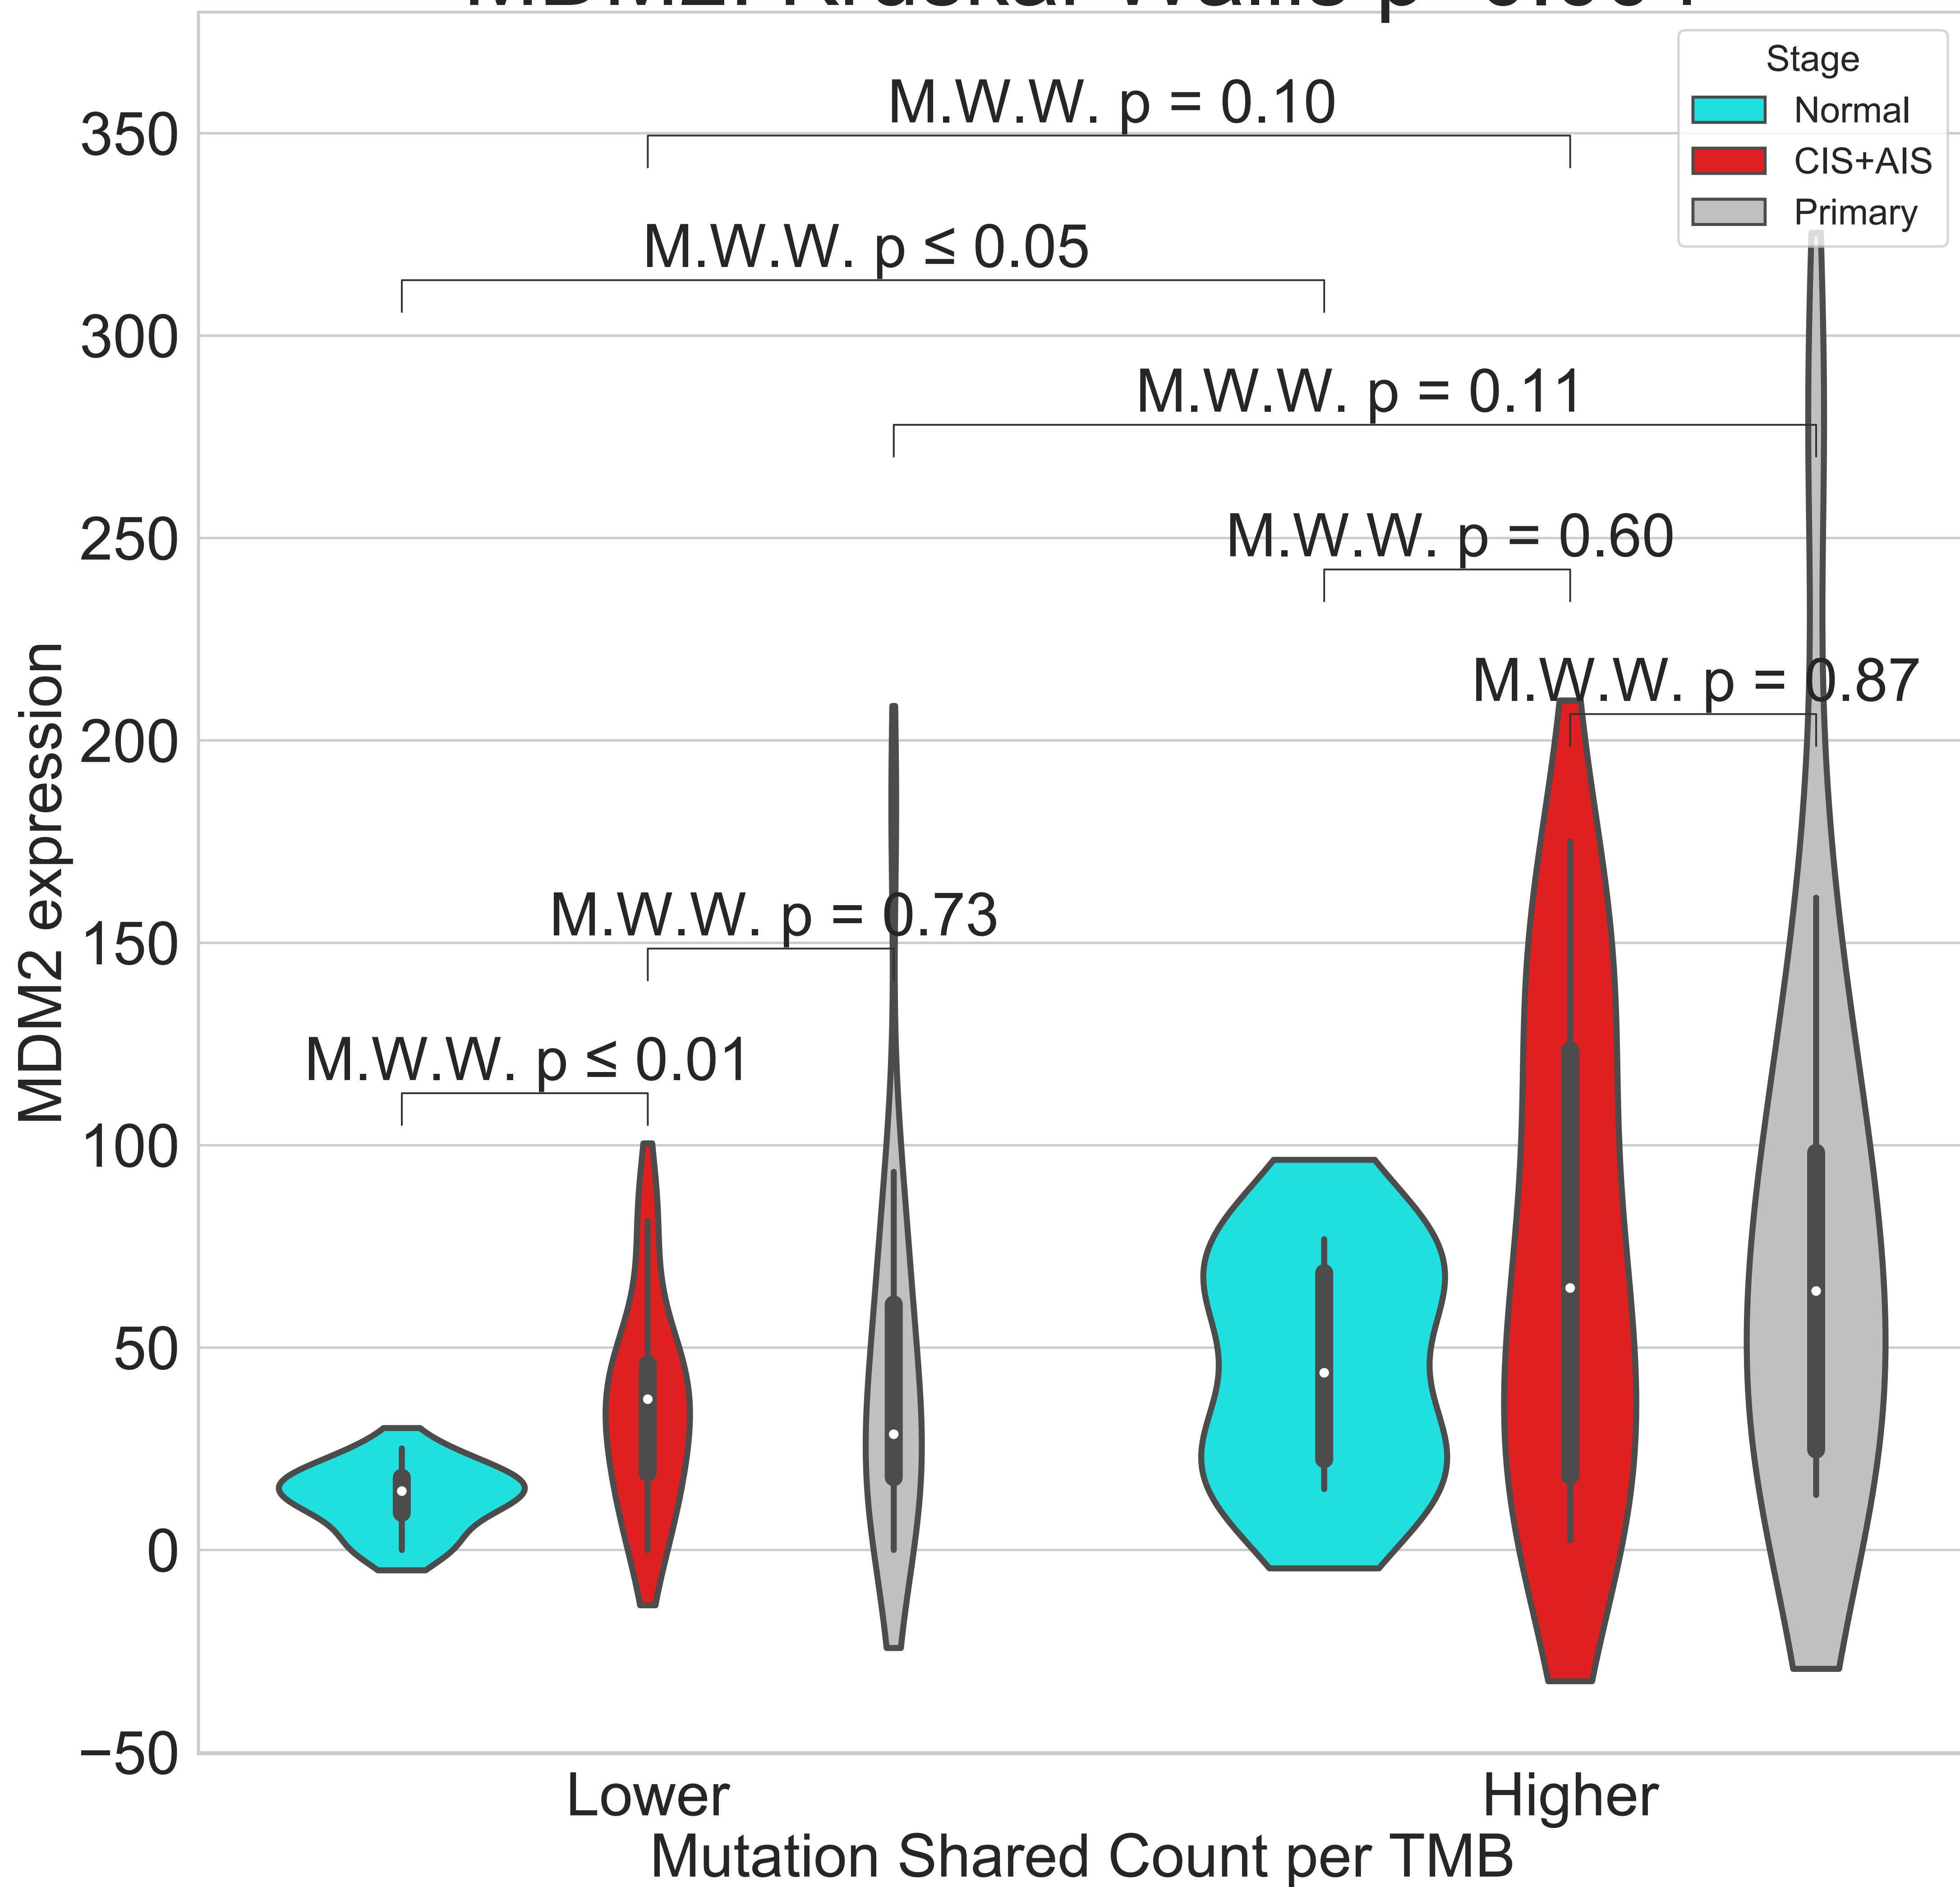 Stage
Normal
CIS+AIS
Primary
M.W.W. p = 0.10
M.W.W. p ≤ 0.05
M.W.W. p = 0.11
M.W.W. p = 0.60
M.W.W. p = 0.87
M.W.W. p = 0.73
M.W.W. p ≤ 0.01
350
300
250
200
150
100
50
0
−50
MDM2 expression
Lower
Higher
Mutation Shared Count per TMB